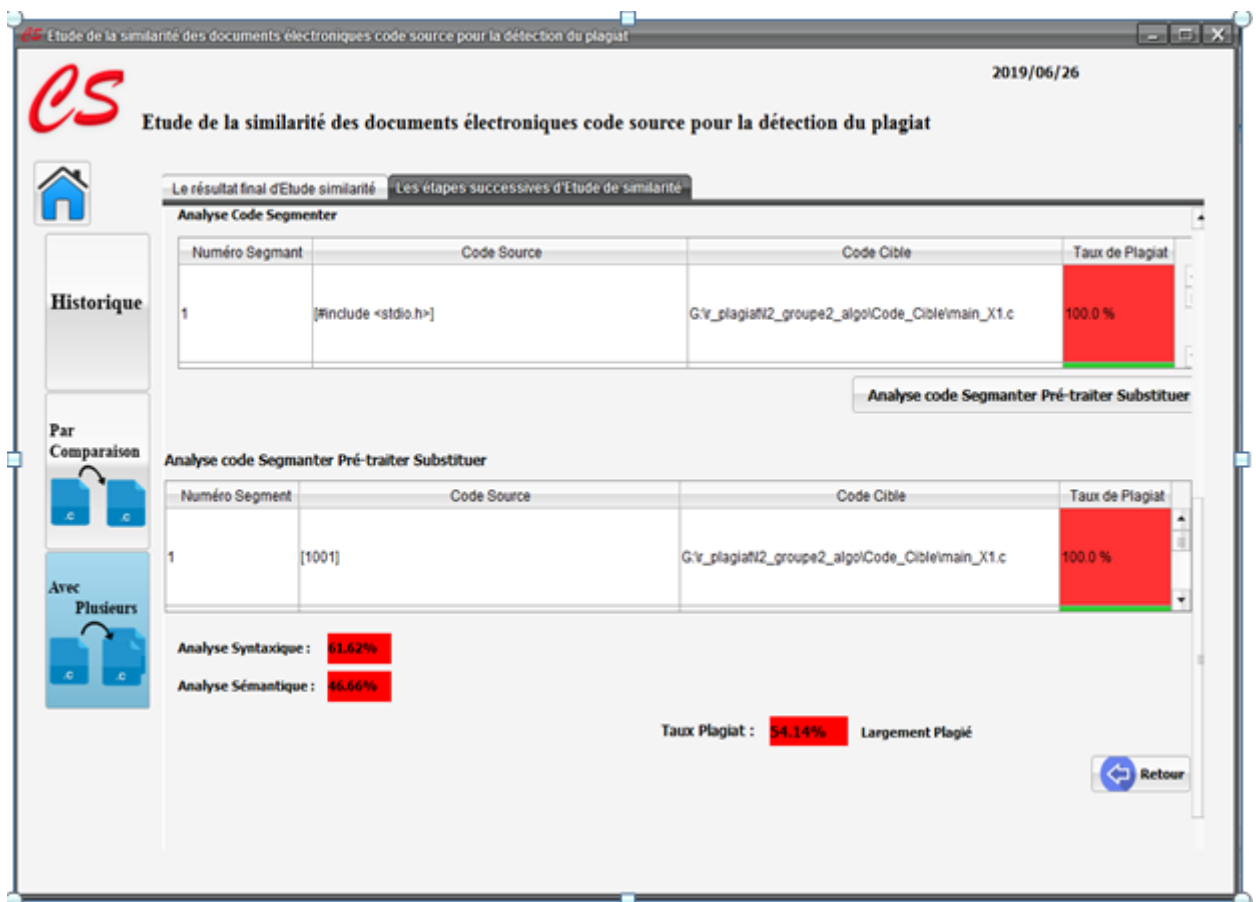 CS Etude de la similarité des documents électroniques code source pour la détection du plagiat
2019/06/26
CS
Etude de la similarité des documents électroniques code source pour la détection du plagiat
Le résultat final d'Etude similarité Les étapes successives d'Etude de similarité
Analyse Code Segmenter
Numéro Segmant Code Source Code Cible Taux de Plagiat
1 [#include <stdio.h>] G:\r_plagiat\l2_groupe2_algo\Code_Cible\main_X1.c 100.0 %
Historique
Analyse code Segmanter Pré-traiter Substituer
Par
Comparaison
.c .c
Analyse code Segmanter Pré-traiter Substituer
Numéro Segment Code Source Code Cible Taux de Plagiat
1 [1001] G:\r_plagiat\l2_groupe2_algo\Code_Cible\main_X1.c 100.0 %
Avec
Plusieurs
.c .c
Analyse Syntaxique : 61.62%
Analyse Sémantique : 46.66%
Taux Plagiat : 54.14% Largement Plagié
Retour